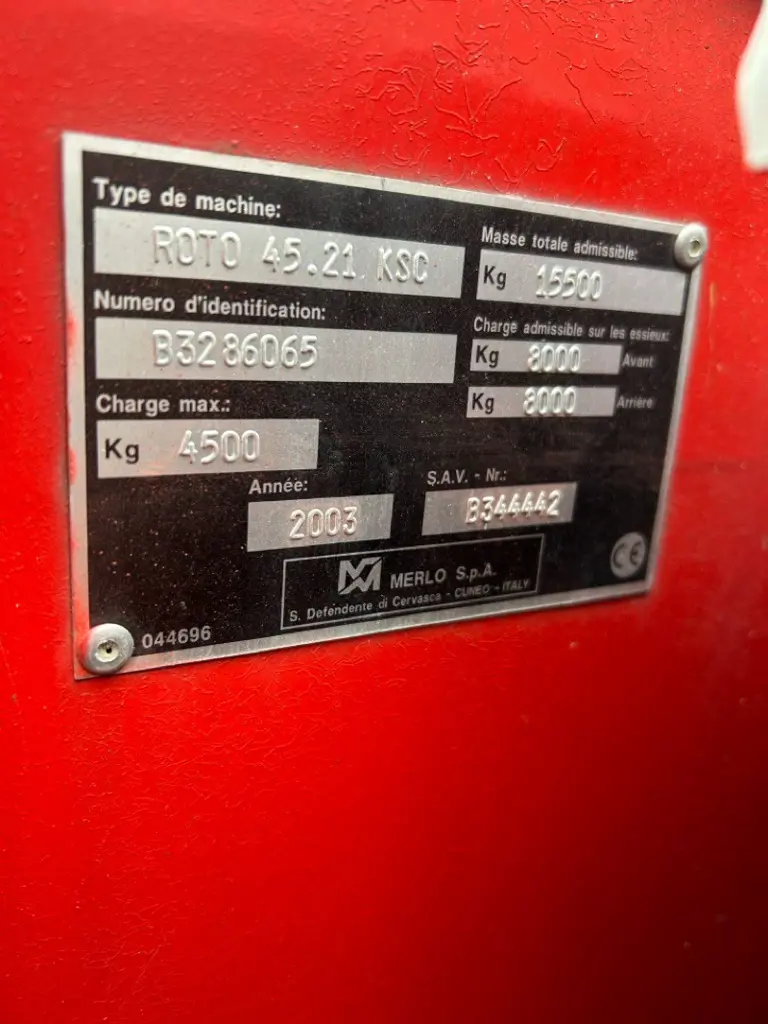 Type de machine:
ROTO 45.21 KSC
Numero d'identification:
B3286065
Charge max.:
Kg 4500
Masse totale admissible:
Kg 15500
Charge admissible sur les essieux:
Kg 8000 Avant
Kg 8000 Arrière
Année:
2003
S.A.V. - Nr.:
B344442
MERLO S.p.A.
S. Defendente di Cervasca - CUNEO - ITALY
044696
CE